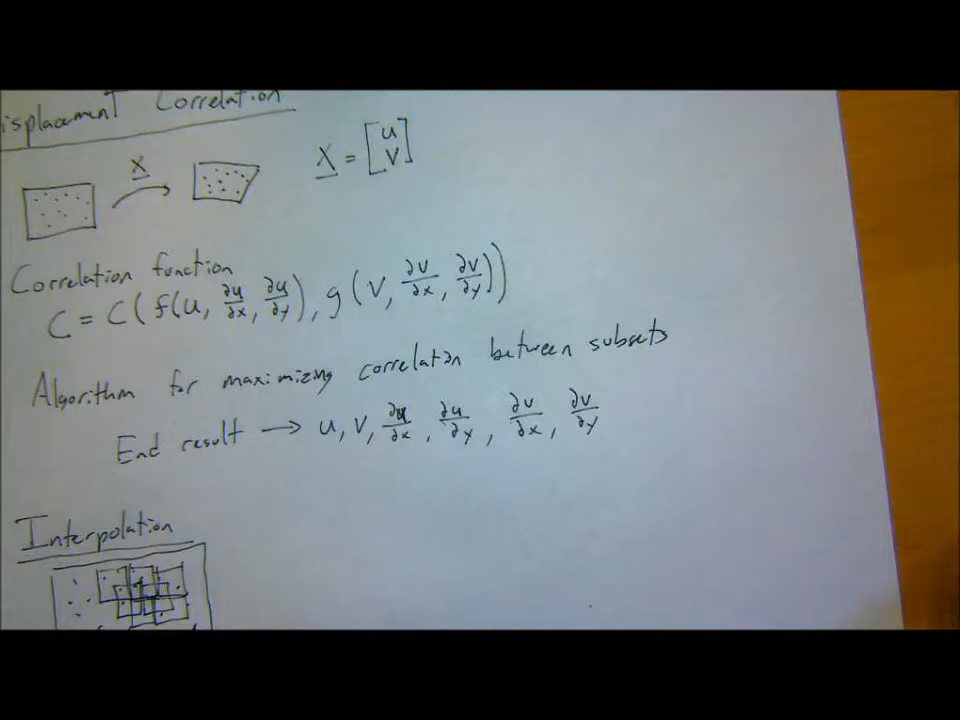 isplacement Correlation
X
X = [u v]
Correlation function
C = C ( f(u, ∂u/∂x, ∂u/∂y), g ( v, ∂v/∂x, ∂v/∂y))
Algorithm for maximizing correlation between subsets
End result → u, v, ∂u/∂x, ∂u/∂y, ∂v/∂x, ∂v/∂y
Interpolation